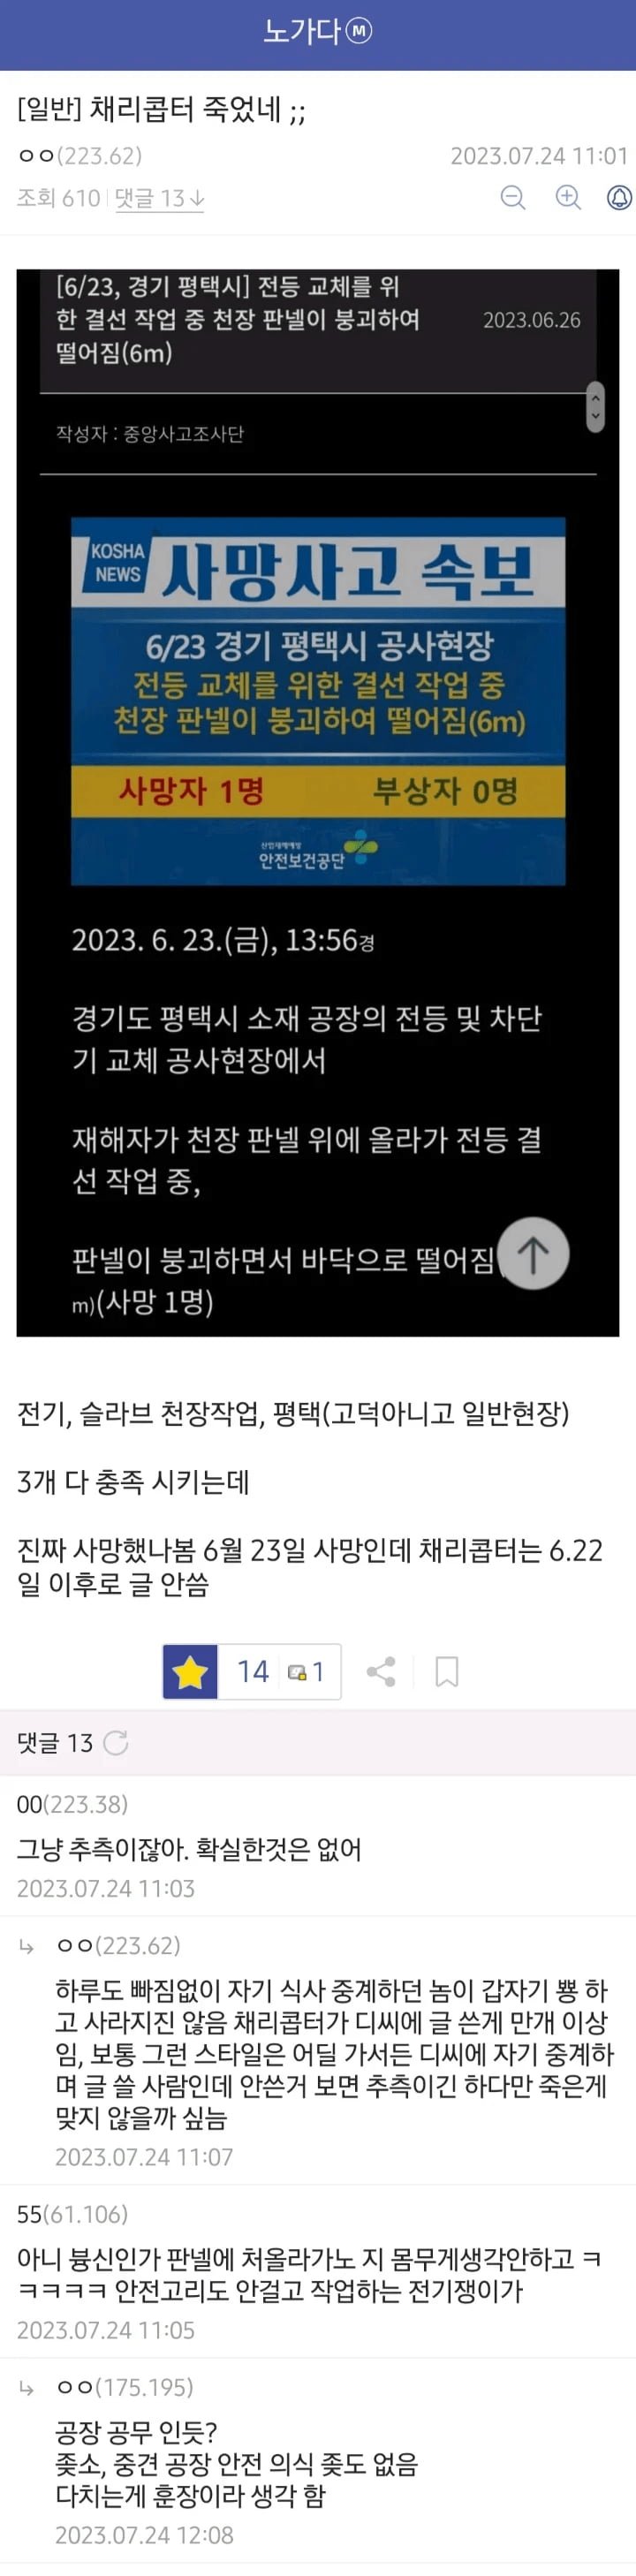 노가다 Ⓜ
[일반] 채리콥터 죽었네 ;;
ㅇㅇ(223.62)
2023.07.24 11:01
조회 610
댓글 13↓
[6/23, 경기 평택시] 전등 교체를 위
한 결선 작업 중 천장 판넬이 붕괴하여
떨어짐(6m)
2023.06.26
작성자 : 중앙사고조사단
KOSHA
NEWS
사망사고 속보
6/23 경기 평택시 공사현장
전등 교체를 위한 결선 작업 중
천장 판넬이 붕괴하여 떨어짐(6m)
사망자 1명
부상자 0명
산업재해예방
안전보건공단
2023. 6. 23.(금), 13:56경
경기도 평택시 소재 공장의 전등 및 차단
기 교체 공사현장에서
재해자가 천장 판넬 위에 올라가 전등 결
선 작업 중,
판넬이 붕괴하면서 바닥으로 떨어짐
m)(사망 1명)
전기, 슬라브 천장작업, 평택(고덕아니고 일반현장)
3개 다 충족 시키는데
진짜 사망했나봄 6월 23일 사망인데 채리콥터는 6.22
일 이후로 글 안씀
14
1
댓글 13
00(223.38)
그냥 추측이잖아. 확실한것은 없어
2023.07.24 11:03
ㅇㅇ(223.62)
하루도 빠짐없이 자기 식사 중계하던 놈이 갑자기 뿅 하
고 사라지진 않음 채리콥터가 디씨에 글 쓴게 만개 이상
임, 보통 그런 스타일은 어딜 가서든 디씨에 자기 중계하
며 글 쓸 사람인데 안쓴거 보면 추측이긴 하다만 죽은게
맞지 않을까 싶음
2023.07.24 11:07
55(61.106)
아니 븅신인가 판넬에 처올라가노 지 몸무게생각안하고 ㅋ
ㅋㅋㅋㅋ 안전고리도 안걸고 작업하는 전기쟁이가
2023.07.24 11:05
ㅇㅇ(175.195)
공장 공무 인듯?
좆소, 중견 공장 안전 의식 좆도 없음
다치는게 훈장이라 생각 함
2023.07.24 12:08